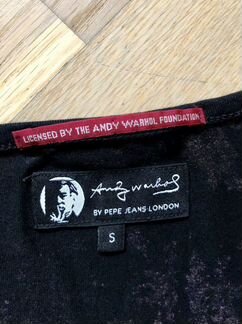 LICENSED BY THE ANDY WARHOL FOUNDATION
Andy Warhol
BY PEPE JEANS LONDON
S